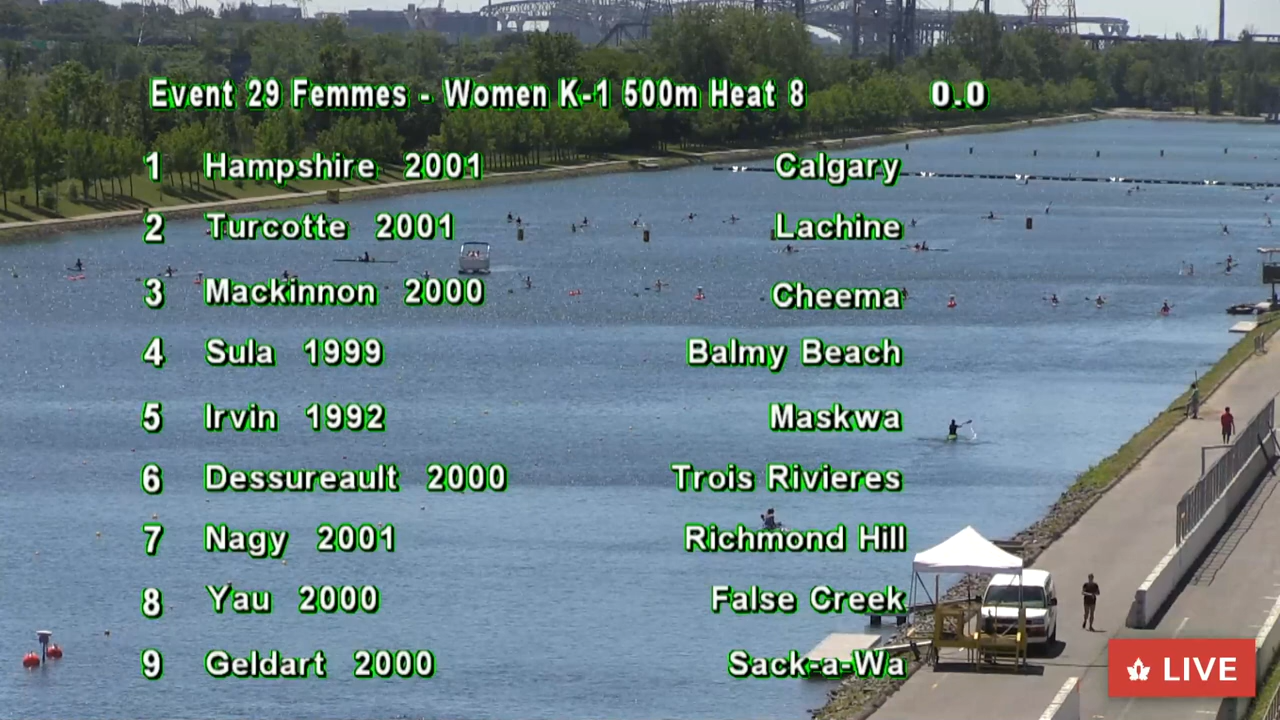 Event 29 Femmes - Women K-1 500m Heat 8 0.0
1 Hampshire 2001 Calgary
2 Turcotte 2001 Lachine
3 Mackinnon 2000 Cheema
4 Sula 1999 Balmy Beach
5 Irvin 1992 Maskwa
6 Dessureault 2000 Trois Rivieres
7 Nagy 2001 Richmond Hill
8 Yau 2000 False Creek
9 Geldart 2000 Sack-a-Wa
LIVE